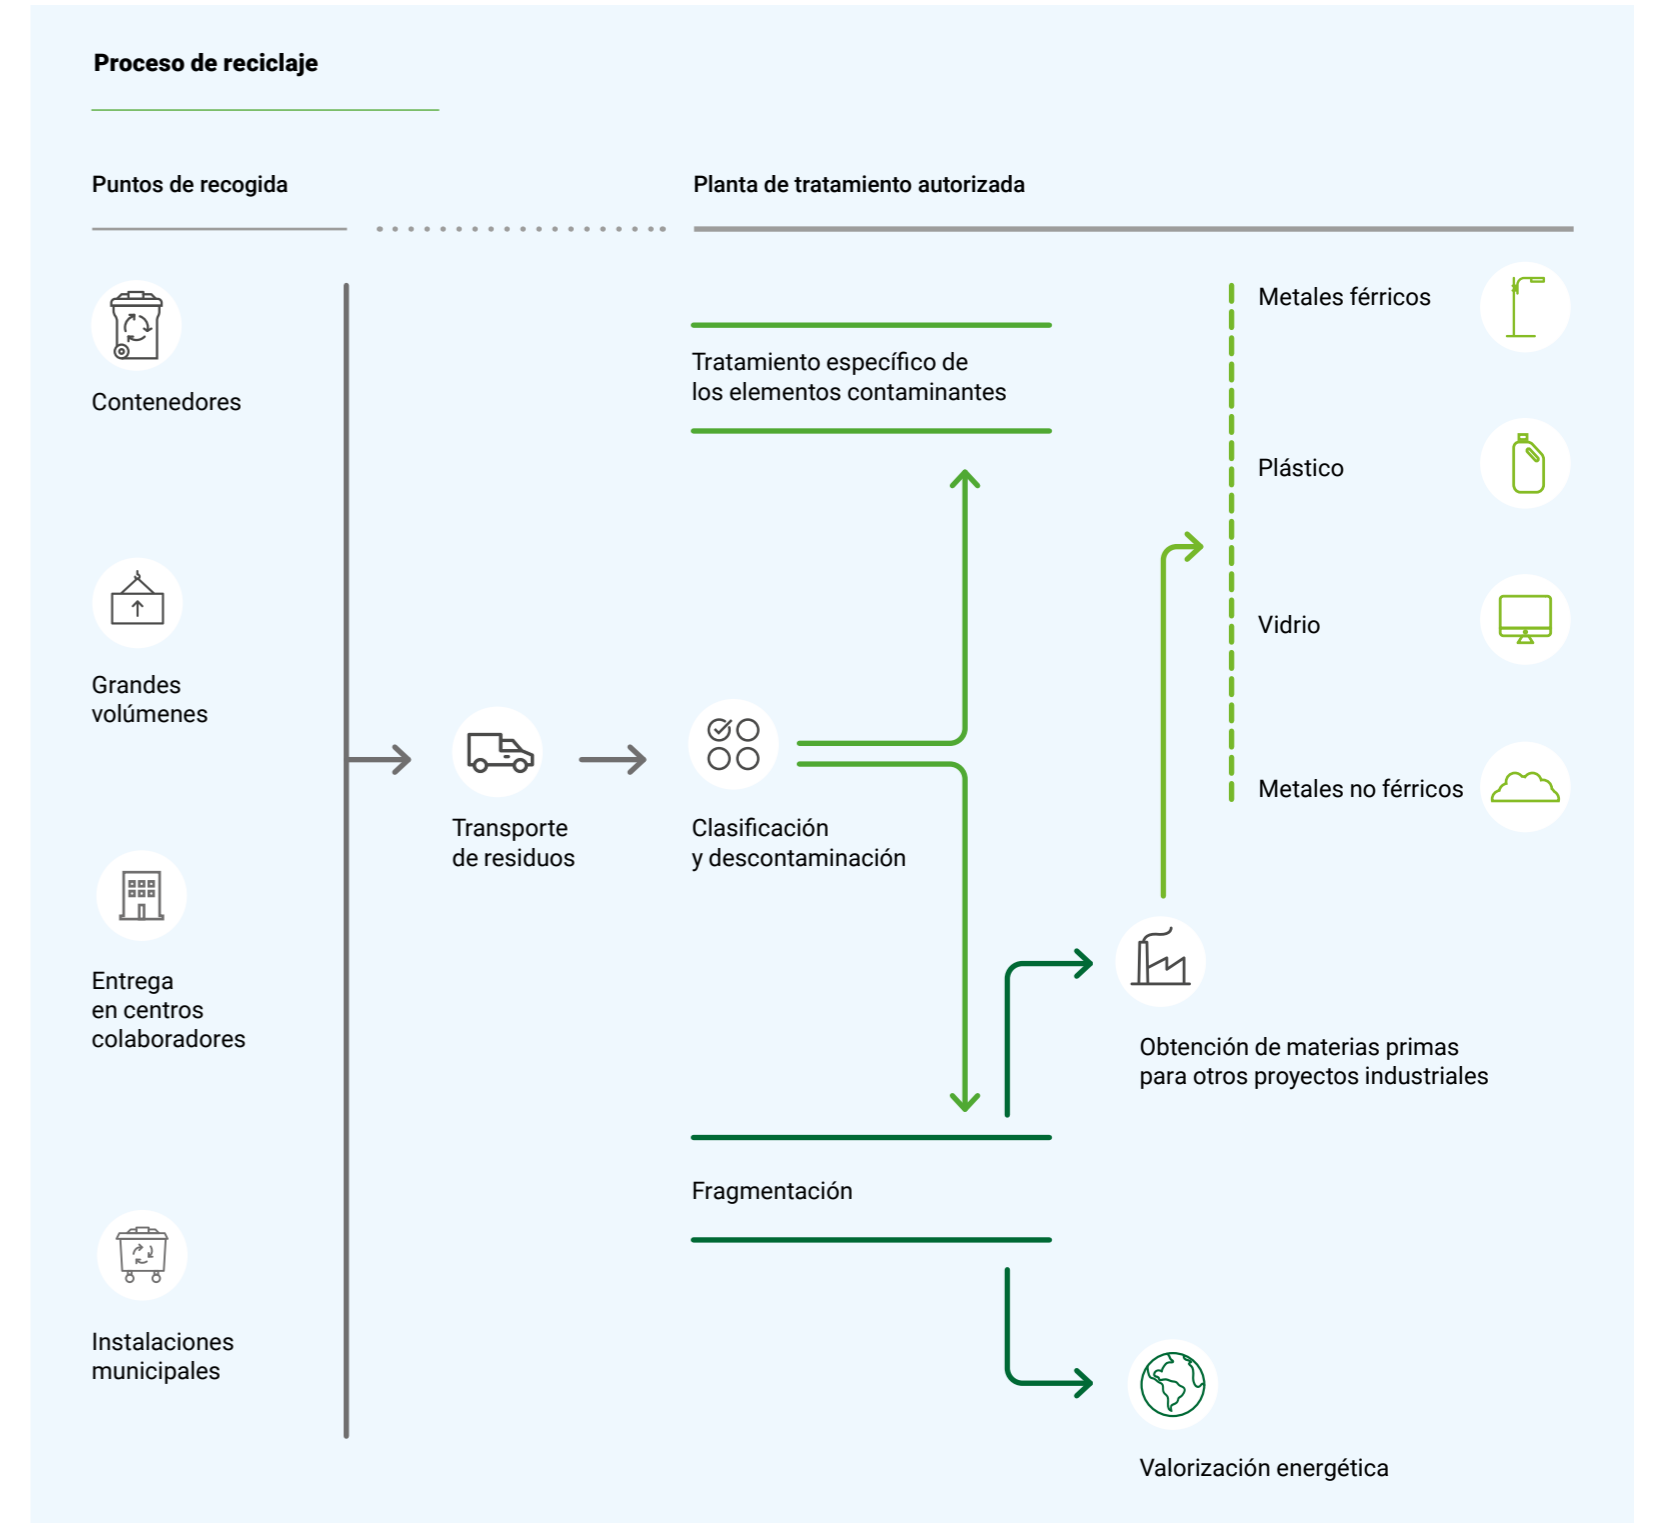 Proceso de reciclaje
Puntos de recogida
Planta de tratamiento autorizada
Contenedores
Grandes
volúmenes
Entrega
en centros
colaboradores
Instalaciones
municipales
Transporte
de residuos
Clasificación
y descontaminación
Tratamiento específico de
los elementos contaminantes
Fragmentación
Obtención de materias primas
para otros proyectos industriales
Valorización energética
Metales férricos
Plástico
Vidrio
Metales no férricos